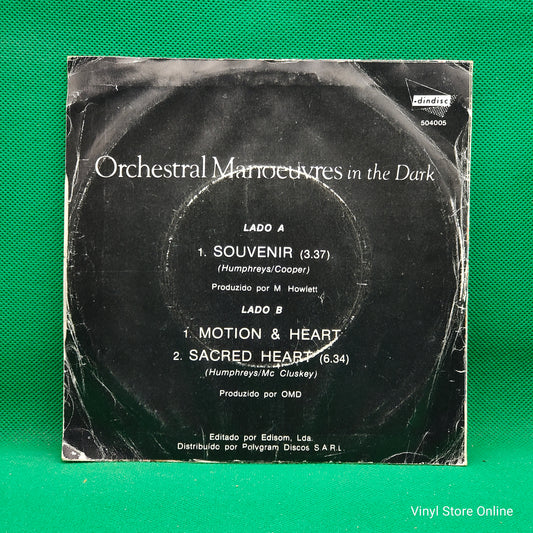 dindisc
504005
Orchestral Manoeuvres in the Dark
LADO A
1. SOUVENIR (3.37)
(Humphreys/Cooper)
Produzido por M Howlett
LADO B
1. MOTION & HEART
2. SACRED HEART (6.34)
(Humphreys/Mc Cluskey)
Produzido por OMD
Editado por Edisom, Lda.
Distribuído por Polygram Discos S.A.R.L.
Vinyl Store Online